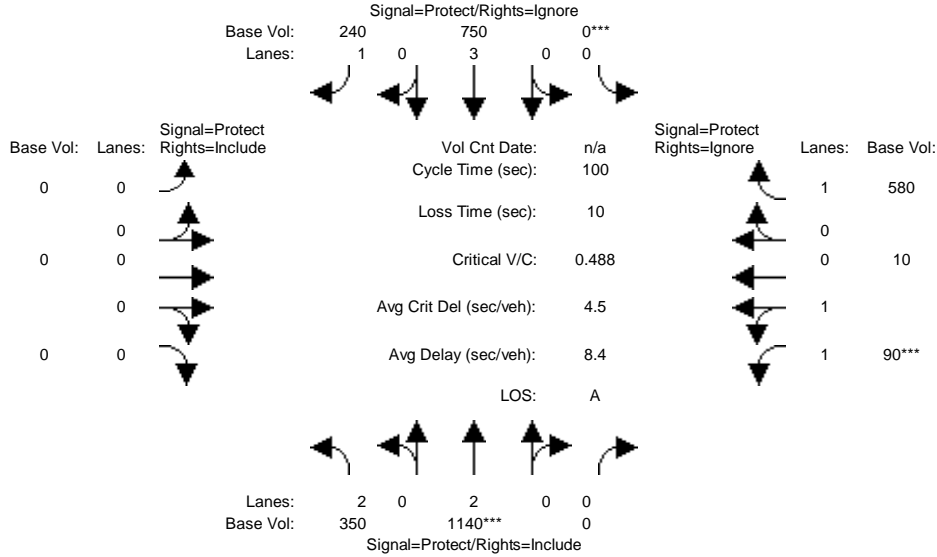 Signal=Protect/Rights=Ignore
Base Vol: 240 750 0***
Lanes: 1 0 3 0 0
Signal=Protect
Base Vol: Lanes: Rights=Include
Vol Cnt Date: n/a
Signal=Protect
Rights=Ignore Lanes: Base Vol:
Cycle Time (sec): 100
0 0
1 580
Loss Time (sec): 10
0
0
0 0
Critical V/C: 0.488
0 10
0
Avg Crit Del (sec/veh): 4.5
1
0 0
Avg Delay (sec/veh): 8.4
1 90***
LOS: A
Lanes: 2 0 2 0 0
Base Vol: 350 1140*** 0
Signal=Protect/Rights=Include